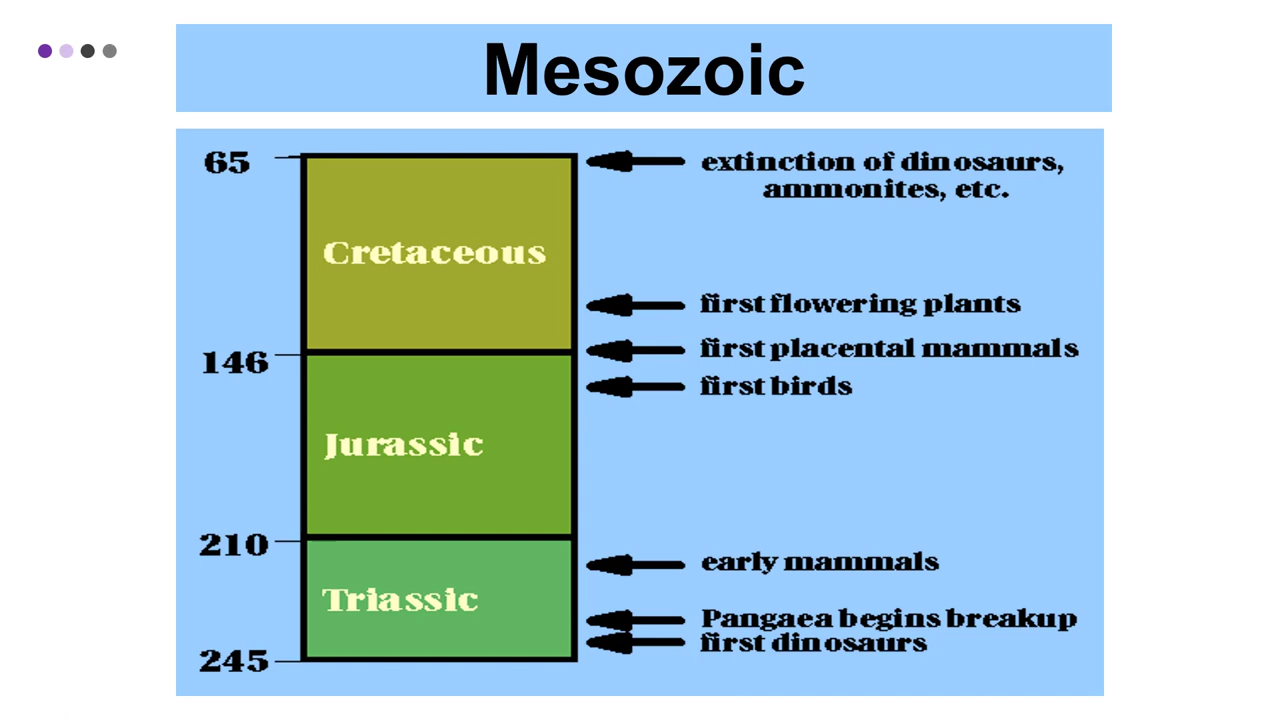 Mesozoic
65
extinction of dinosaurs,
ammonites, etc.
Cretaceous
first flowering plants
146
first placental mammals
first birds
Jurassic
210
early mammals
Triassic
Pangaea begins breakup
first dinosaurs
245